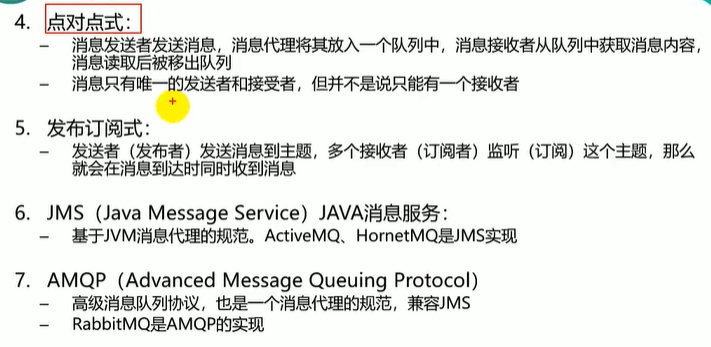 4. 点对点式：
– 消息发送者发送消息，消息代理将其放入一个队列中，消息接收者从队列中获取消息内容，
消息读取后被移出队列
– 消息只有唯一的发送者和接受者，但并不是说只能有一个接收者
5. 发布订阅式：
– 发送者（发布者）发送消息到主题，多个接收者（订阅者）监听（订阅）这个主题，那么
就会在消息到达时同时收到消息
6. JMS（Java Message Service）JAVA消息服务：
– 基于JVM消息代理的规范。ActiveMQ、HornetMQ是JMS实现
7. AMQP（Advanced Message Queuing Protocol）
– 高级消息队列协议，也是一个消息代理的规范，兼容JMS
– RabbitMQ是AMQP的实现